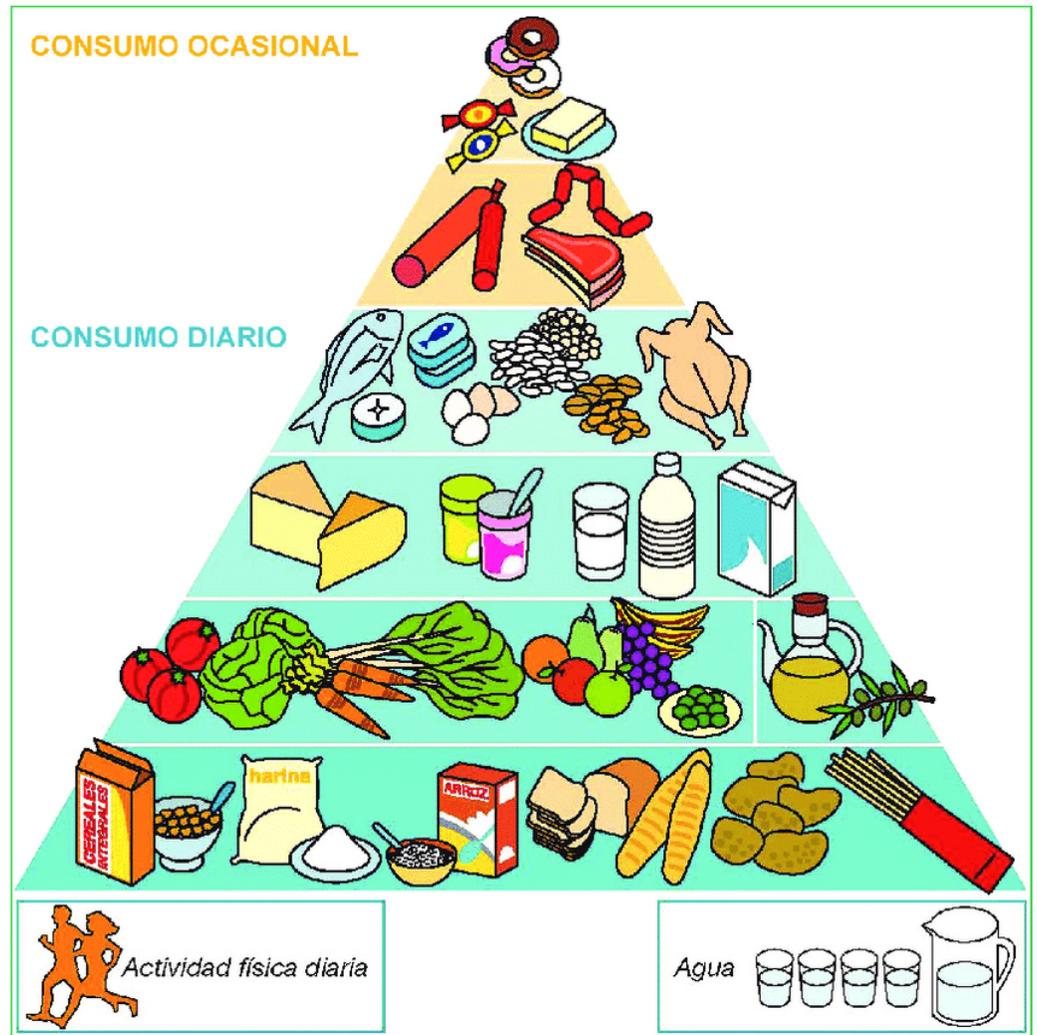 CONSUMO OCASIONAL
CONSUMO DIARIO
CEREALES
INTEGRALES
harina
ARROZ
Actividad física diaria
Agua